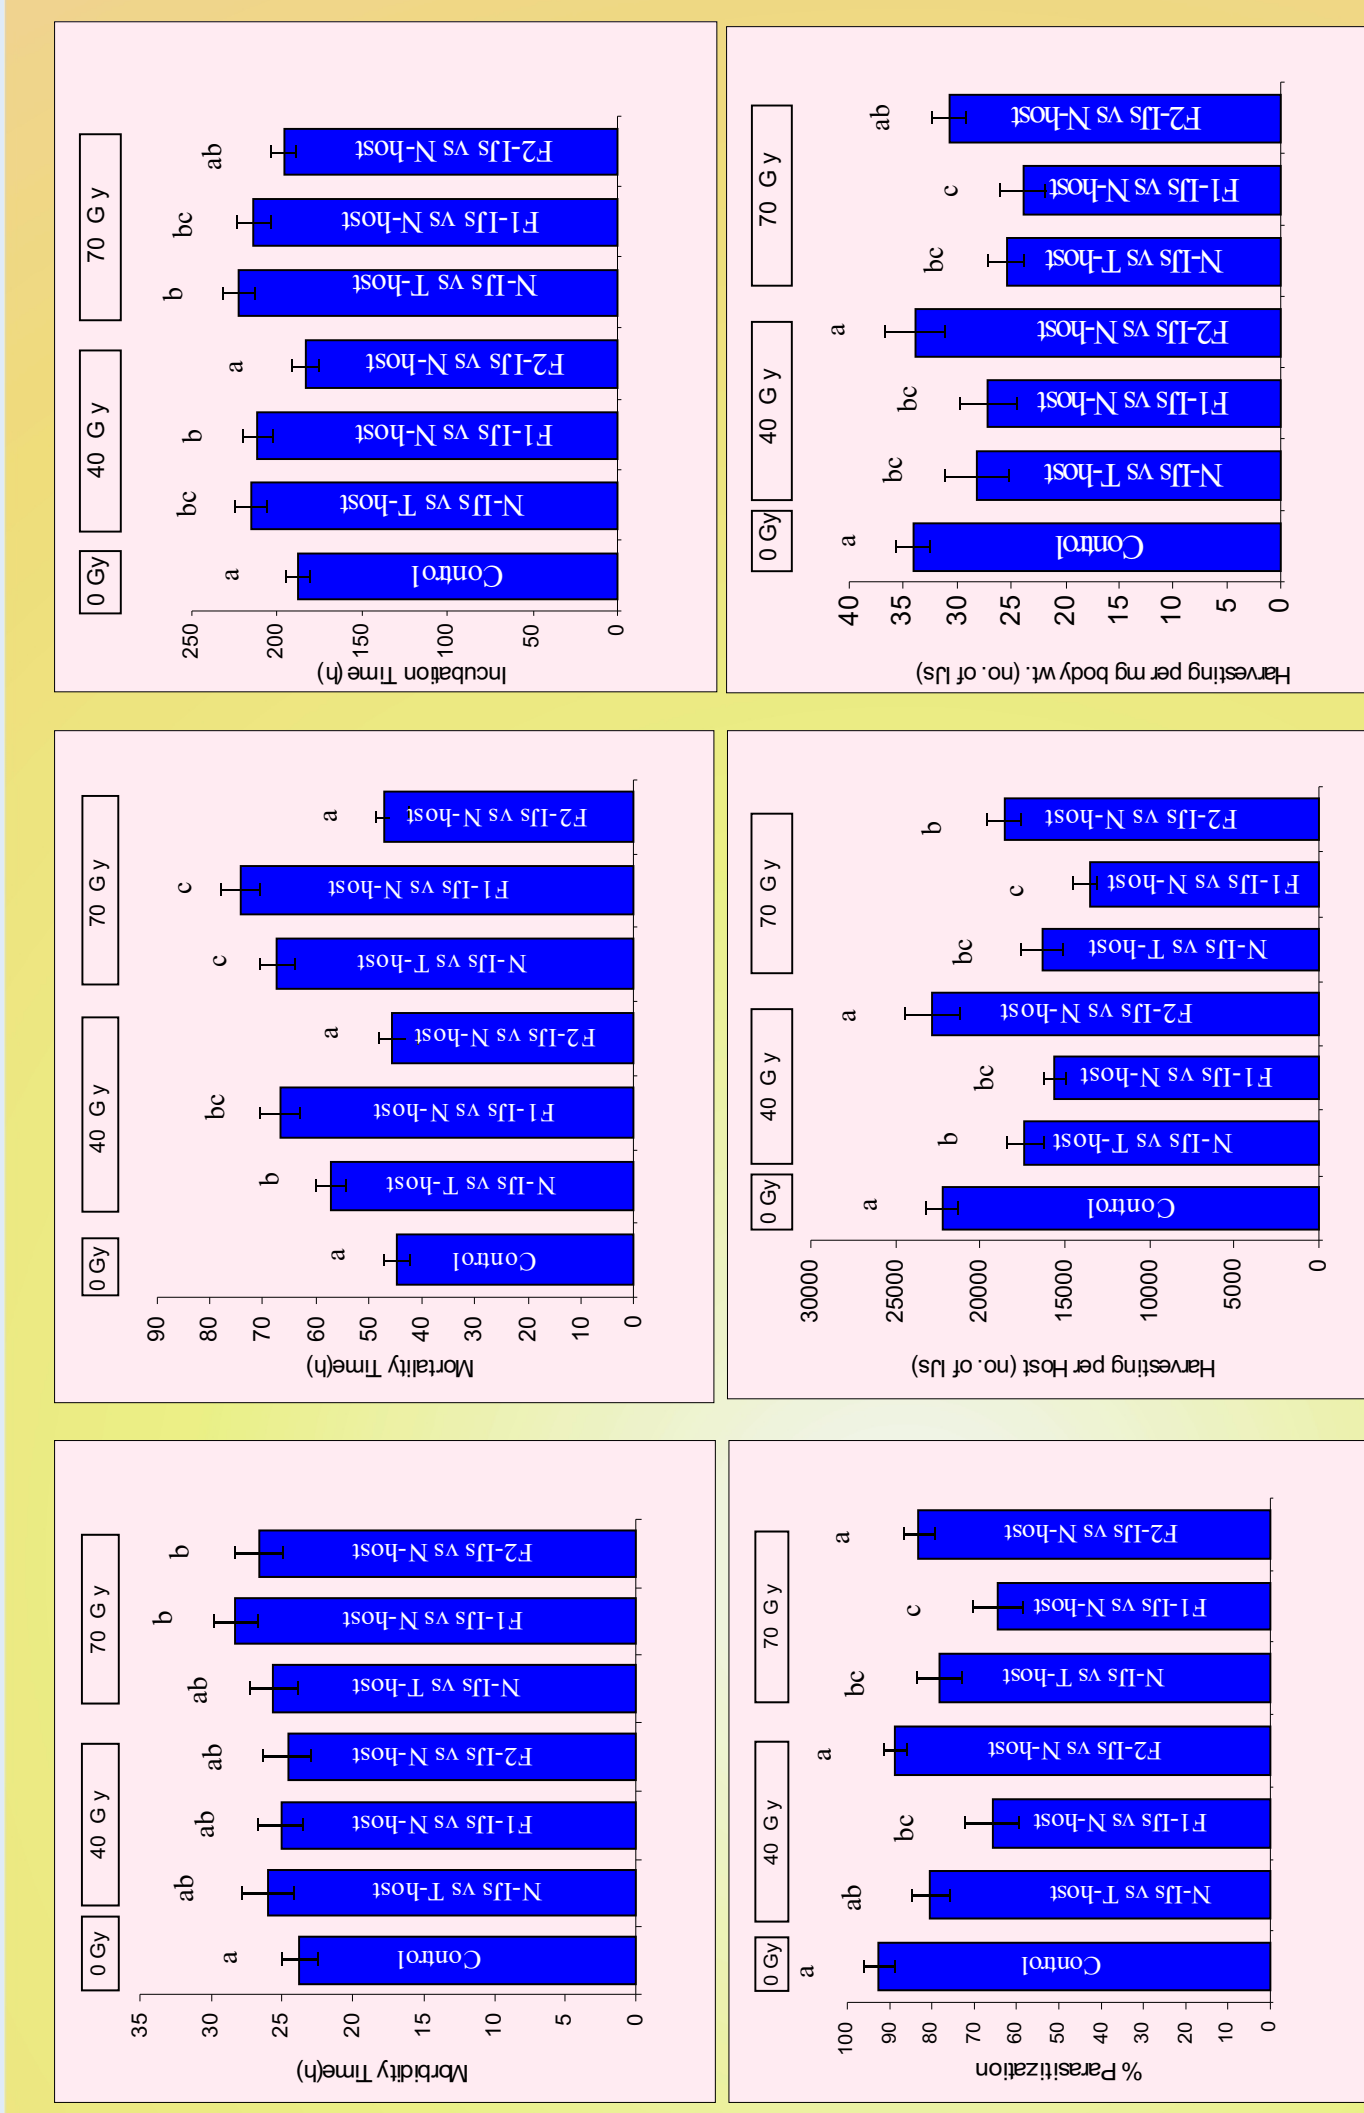 0 Gy
40 Gy
70 Gy
a
ab
ab
ab
ab
b
b
35
30
25
20
15
10
5
0
Morbidity Time(h)
Control
N-IJs vs T-host
F1-IJs vs N-host
F2-IJs vs N-host
N-IJs vs T-host
F1-IJs vs N-host
F2-IJs vs N-host
0 Gy
40 Gy
70 Gy
a
b
bc
a
c
c
a
90
80
70
60
50
40
30
20
10
0
Mortality Time(h)
Control
N-IJs vs T-host
F1-IJs vs N-host
F2-IJs vs N-host
N-IJs vs T-host
F1-IJs vs N-host
F2-IJs vs N-host
0 Gy
40 Gy
70 Gy
a
bc
b
a
b
bc
ab
250
200
150
100
50
0
Incubation Time(h)
Control
N-IJs vs T-host
F1-IJs vs N-host
F2-IJs vs N-host
N-IJs vs T-host
F1-IJs vs N-host
F2-IJs vs N-host
0 Gy
40 Gy
70 Gy
a
ab
bc
a
bc
c
a
100
90
80
70
60
50
40
30
20
10
0
% Parasitization
Control
N-IJs vs T-host
F1-IJs vs N-host
F2-IJs vs N-host
N-IJs vs T-host
F1-IJs vs N-host
F2-IJs vs N-host
0 Gy
40 Gy
70 Gy
a
b
bc
a
bc
c
b
30000
25000
20000
15000
10000
5000
0
Harvesting per Host (no. of IJs)
Control
N-IJs vs T-host
F1-IJs vs N-host
F2-IJs vs N-host
N-IJs vs T-host
F1-IJs vs N-host
F2-IJs vs N-host
0 Gy
40 Gy
70 Gy
a
bc
bc
a
bc
c
ab
40
35
30
25
20
15
10
5
0
Harvesting per mg body wt. (no. of IJs)
Control
N-IJs vs T-host
F1-IJs vs N-host
F2-IJs vs N-host
N-IJs vs T-host
F1-IJs vs N-host
F2-IJs vs N-host